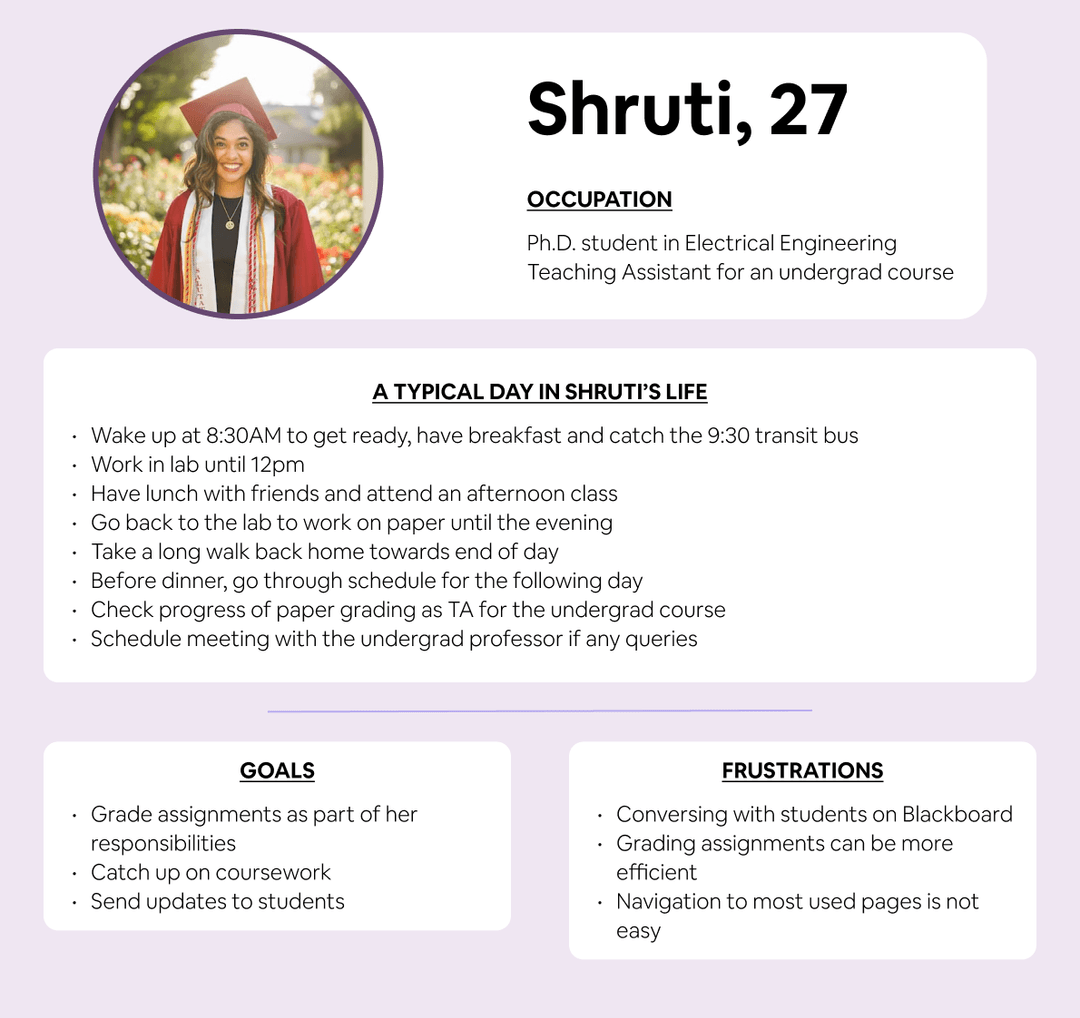 Shruti, 27
OCCUPATION
Ph.D. student in Electrical Engineering
Teaching Assistant for an undergrad course
A TYPICAL DAY IN SHRUTI’S LIFE
· Wake up at 8:30AM to get ready, have breakfast and catch the 9:30 transit bus
· Work in lab until 12pm
· Have lunch with friends and attend an afternoon class
· Go back to the lab to work on paper until the evening
· Take a long walk back home towards end of day
· Before dinner, go through schedule for the following day
· Check progress of paper grading as TA for the undergrad course
· Schedule meeting with the undergrad professor if any queries
GOALS
· Grade assignments as part of her
responsibilities
· Catch up on coursework
· Send updates to students
FRUSTRATIONS
· Conversing with students on Blackboard
· Grading assignments can be more
efficient
· Navigation to most used pages is not
easy